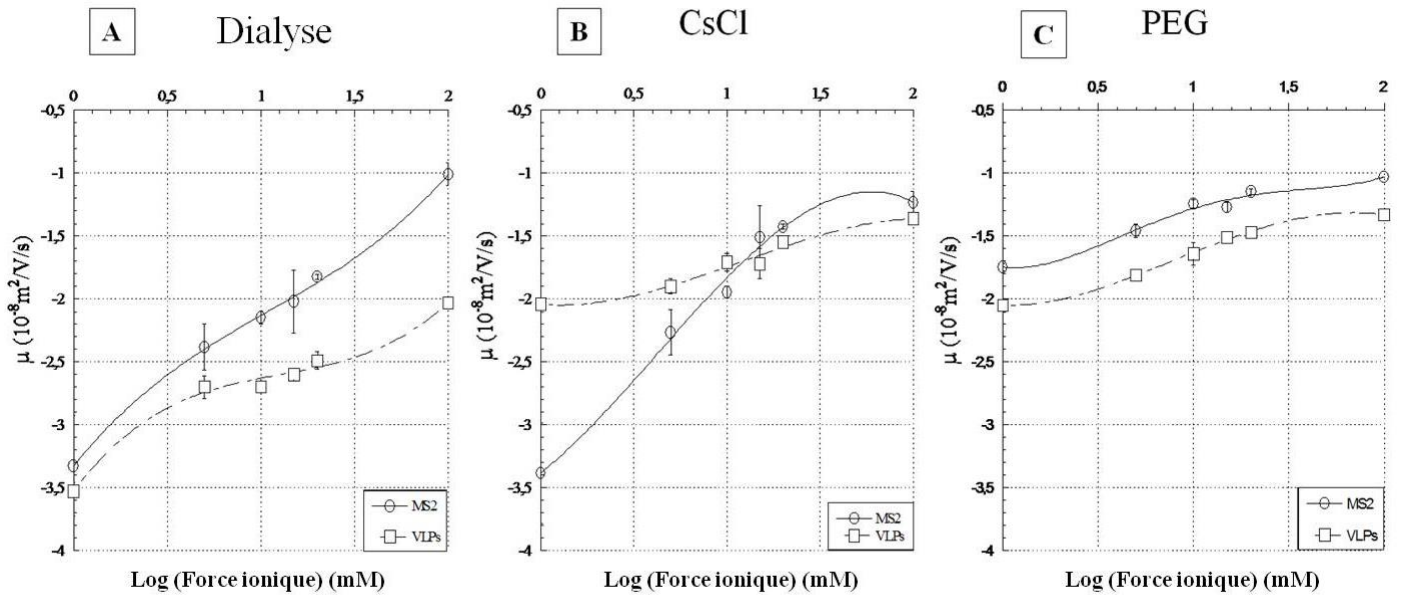 A Dialyse
0 0,5 1 1,5 2
-0,5
-1
-1,5
-2
-2,5
-3
-3,5
-4
μ (10⁻⁸m²/V/s)
MS2
VLPs
Log (Force ionique) (mM)
B CsCl
0 0,5 1 1,5 2
-0,5
-1
-1,5
-2
-2,5
-3
-3,5
-4
μ (10⁻⁸m²/V/s)
MS2
VLPs
Log (Force ionique) (mM)
C PEG
0 0,5 1 1,5 2
-0,5
-1
-1,5
-2
-2,5
-3
-3,5
-4
μ (10⁻⁸m²/V/s)
MS2
VLPs
Log (Force ionique) (mM)